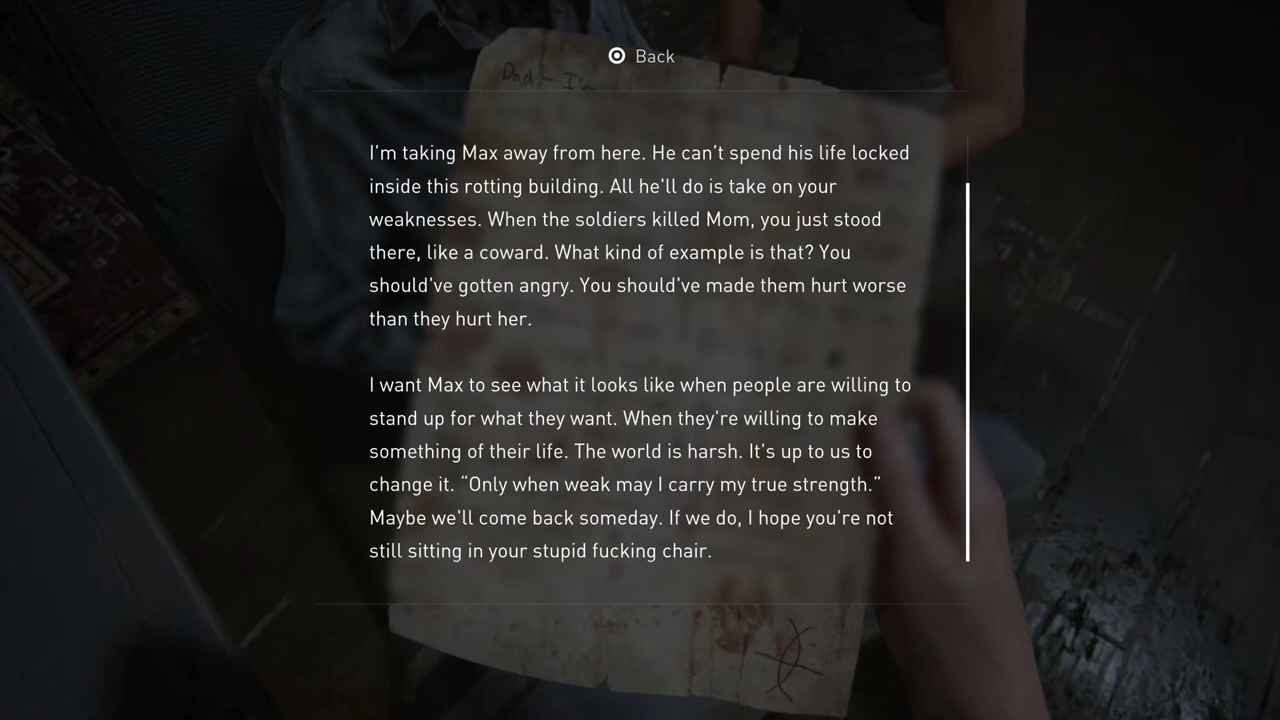 Back
Dad - I'm
I'm taking Max away from here. He can't spend his life locked
inside this rotting building. All he'll do is take on your
weaknesses. When the soldiers killed Mom, you just stood
there, like a coward. What kind of example is that? You
should've gotten angry. You should've made them hurt worse
than they hurt her.
I want Max to see what it looks like when people are willing to
stand up for what they want. When they're willing to make
something of their life. The world is harsh. It's up to us to
change it. “Only when weak may I carry my true strength.”
Maybe we'll come back someday. If we do, I hope you're not
still sitting in your stupid fucking chair.